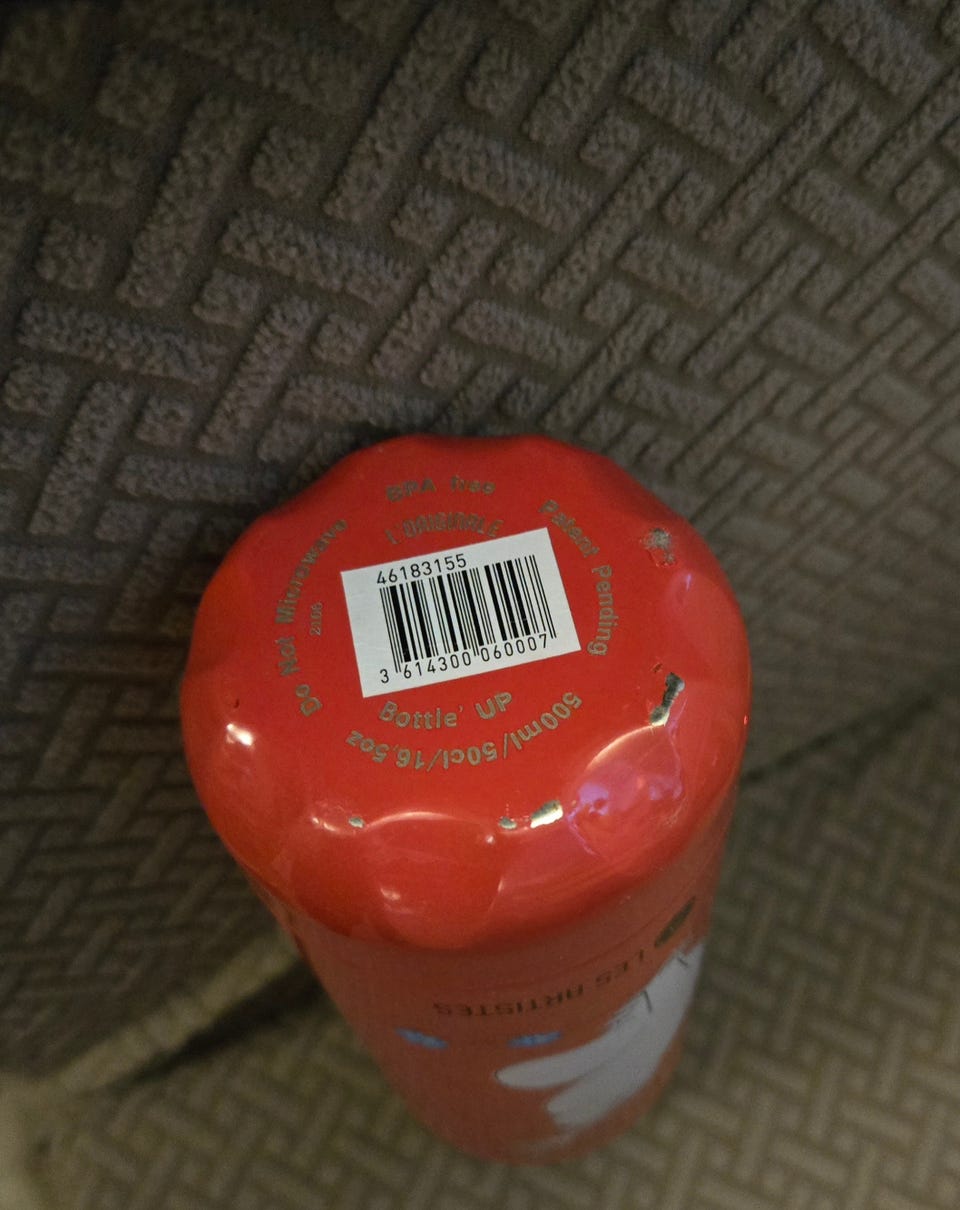 BPA free
L'ORIGINALE
Patent Pending
Do Not Microwave
2106
46183155
3 614300 060007
Bottle' UP
500ml/50cl/16,5oz
LES ARTISTES